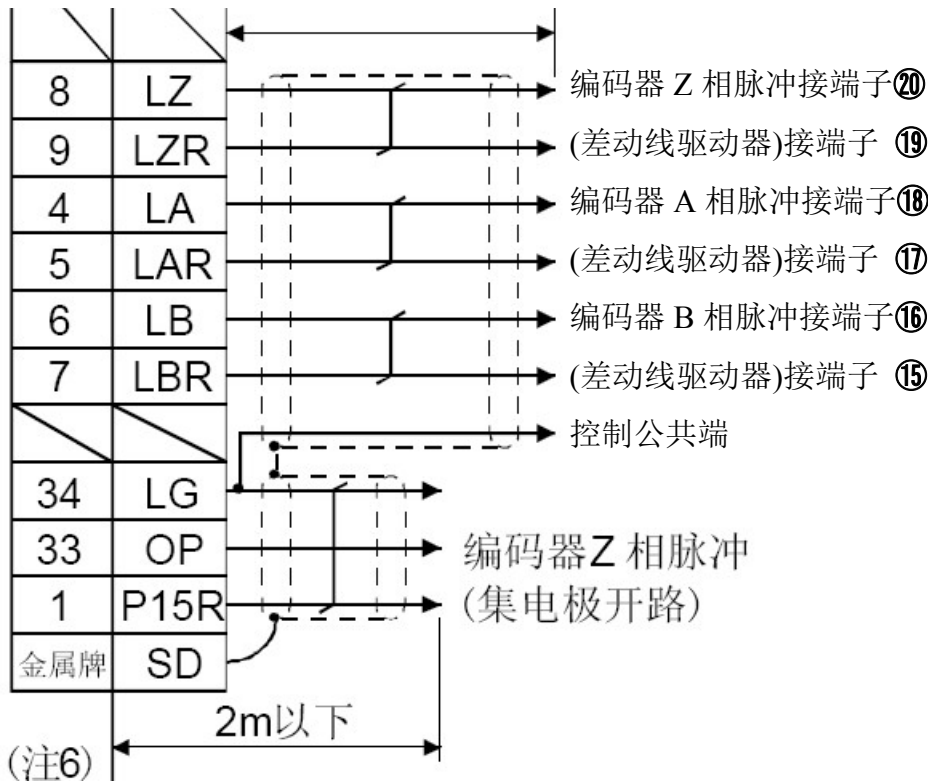 8 LZ 编码器 Z 相脉冲接端子⑳
9 LZR (差动线驱动器)接端子 ⑲
4 LA 编码器 A 相脉冲接端子⑱
5 LAR (差动线驱动器)接端子 ⑰
6 LB 编码器 B 相脉冲接端子⑯
7 LBR (差动线驱动器)接端子 ⑮
控制公共端
34 LG
33 OP 编码器Z 相脉冲
1 P15R (集电极开路)
金属牌 SD
2m以下
(注6)